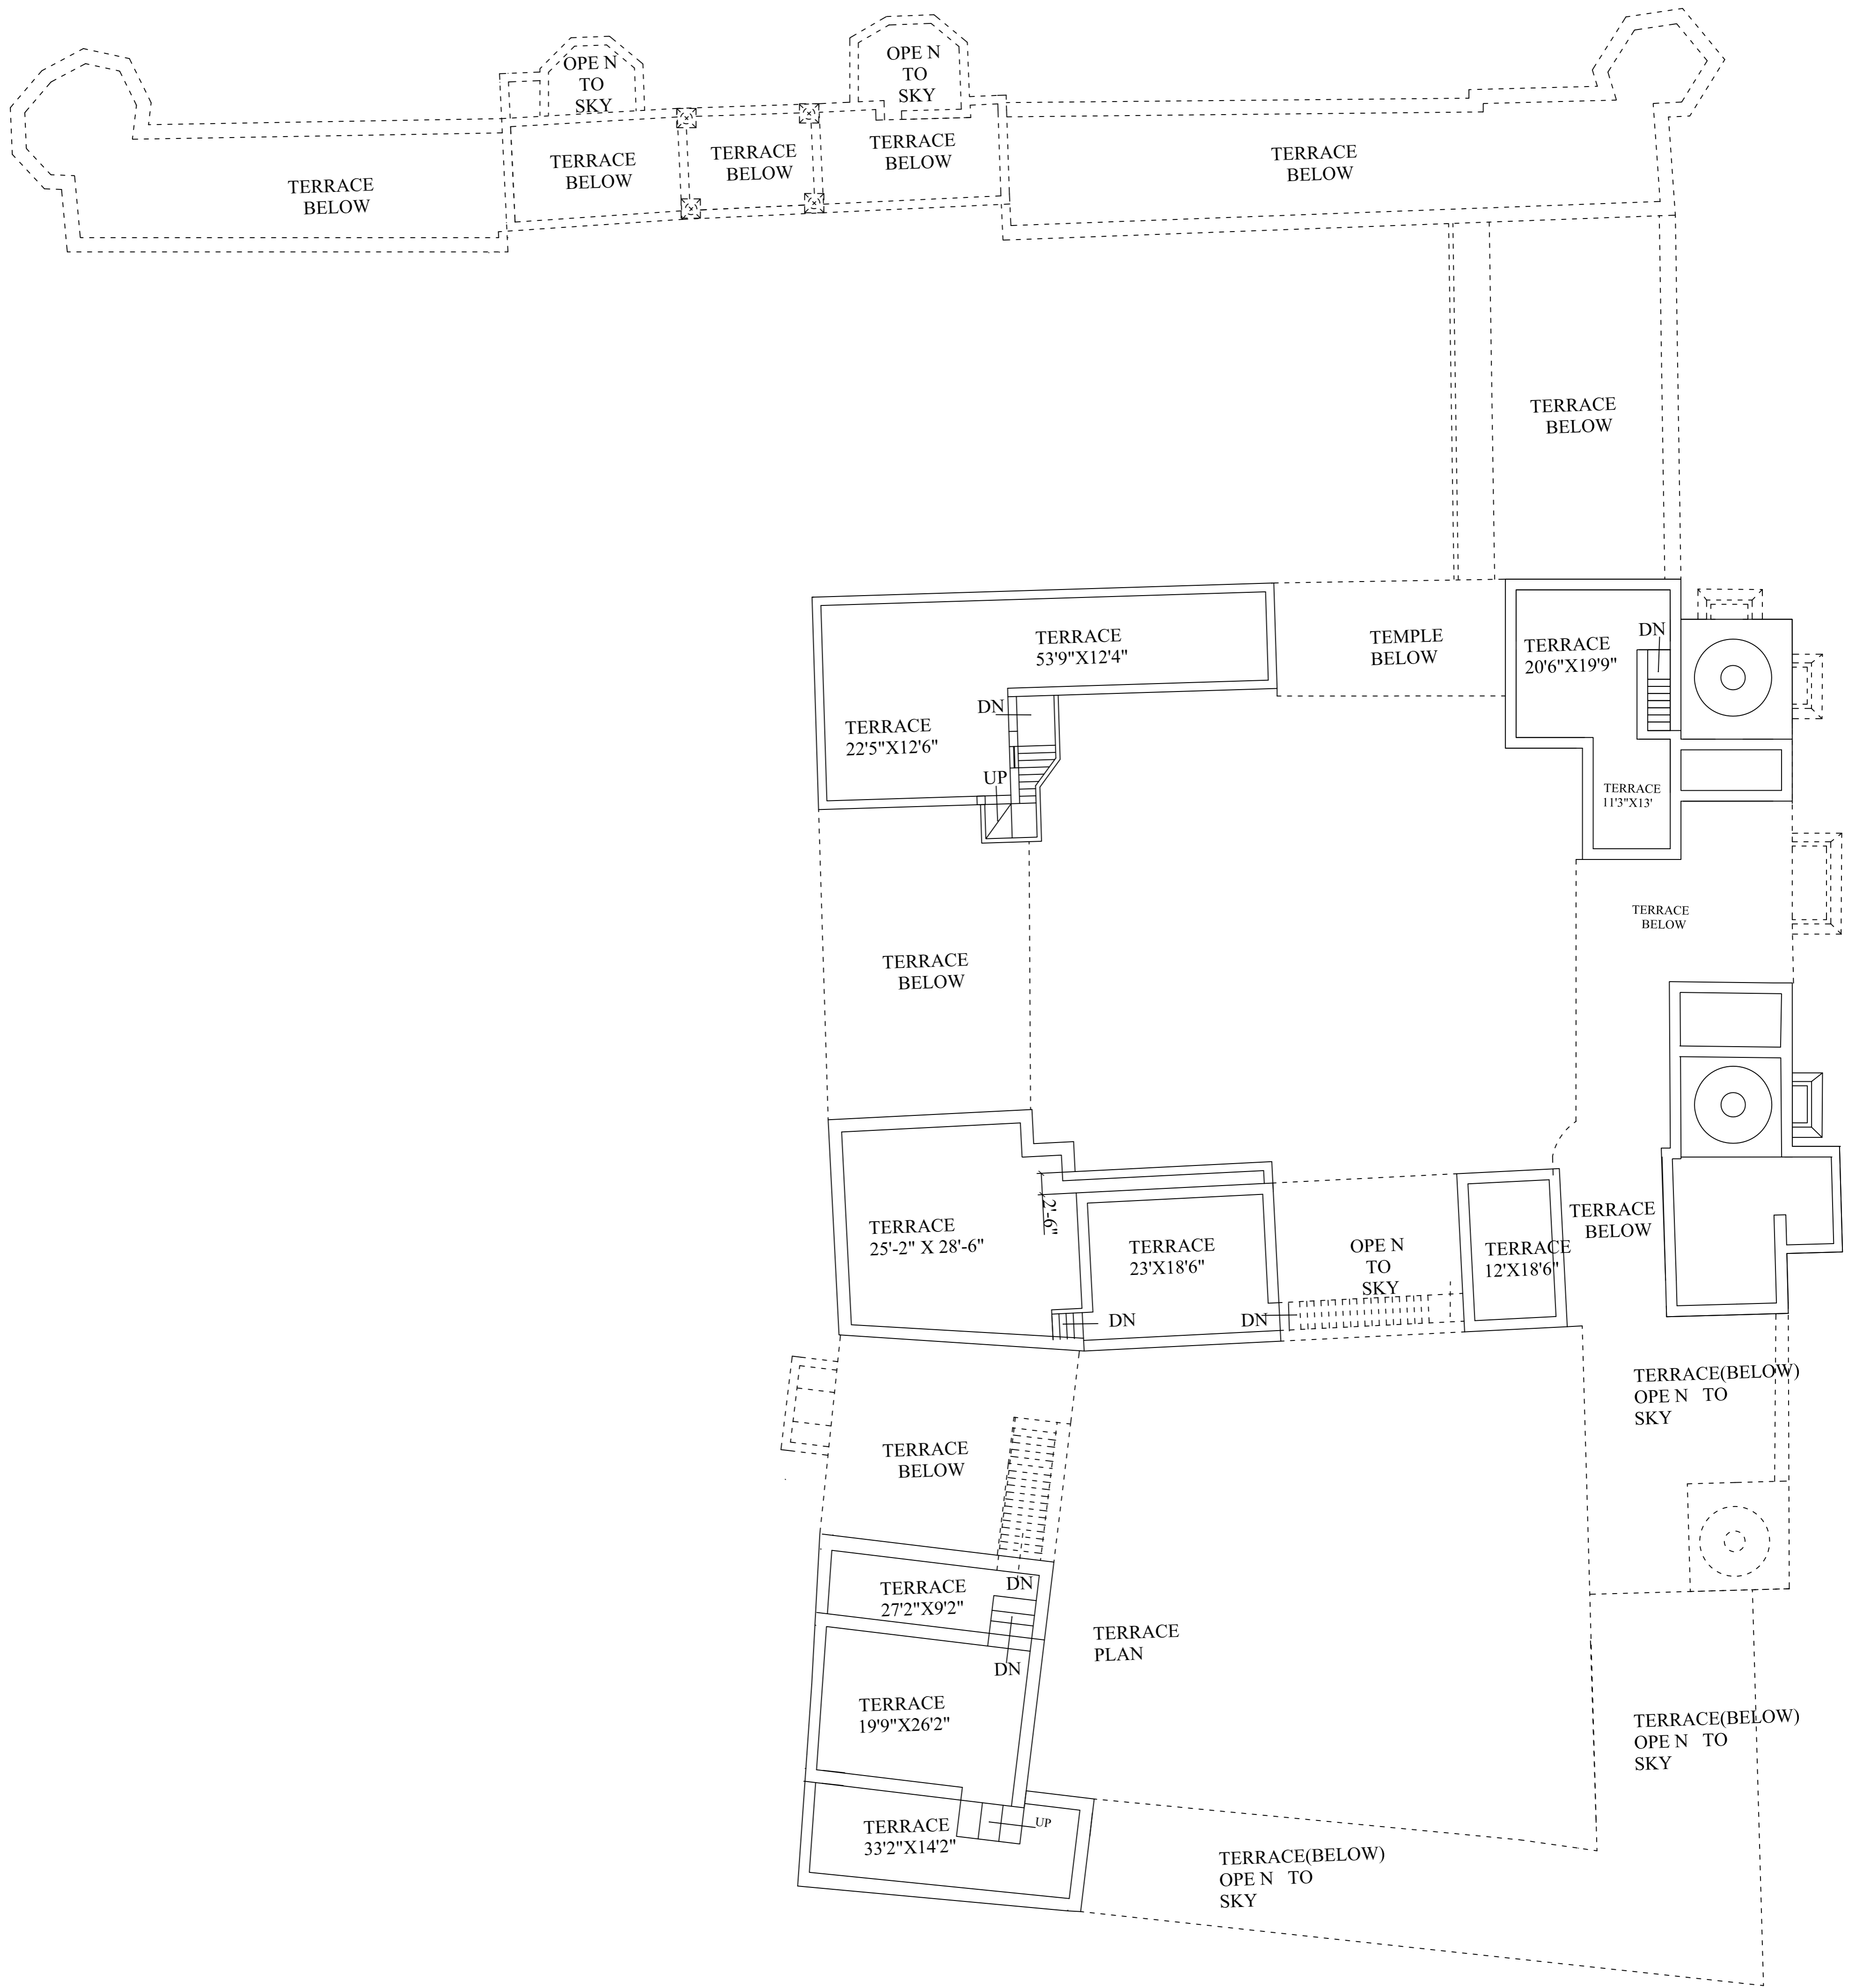 OPE N
TO
SKY
OPE N
TO
SKY
TERRACE
BELOW
TERRACE
BELOW
TERRACE
BELOW
TERRACE
BELOW
TERRACE
BELOW
TERRACE
BELOW
TERRACE
53'9"X12'4"
TEMPLE
BELOW
TERRACE
20'6"X19'9"
DN
DN
TERRACE
22'5"X12'6"
UP
TERRACE
11'3"X13'
TERRACE
BELOW
TERRACE
BELOW
TERRACE
25'-2" X 28'-6"
2'-6"
TERRACE
23'X18'6"
OPE N
TO
SKY
TERRACE
12'X18'6"
TERRACE
BELOW
DN
DN
TERRACE(BELOW)
OPE N TO
SKY
TERRACE
BELOW
TERRACE
27'2"X9'2"
DN
DN
TERRACE
PLAN
TERRACE
19'9"X26'2"
TERRACE(BELOW)
OPE N TO
SKY
TERRACE
33'2"X14'2"
UP
TERRACE(BELOW)
OPE N TO
SKY